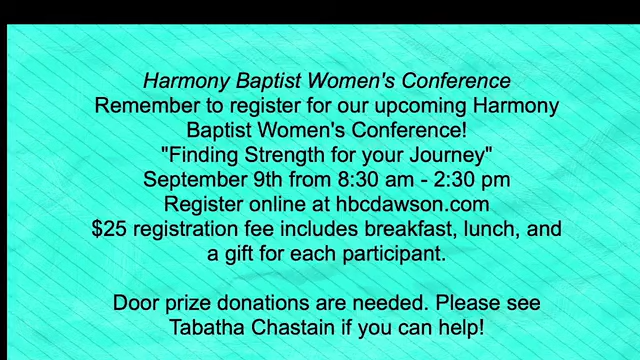 Harmony Baptist Women's Conference
Remember to register for our upcoming Harmony
Baptist Women's Conference!
"Finding Strength for your Journey"
September 9th from 8:30 am - 2:30 pm
Register online at hbcdawson.com
$25 registration fee includes breakfast, lunch, and
a gift for each participant.
Door prize donations are needed. Please see
Tabatha Chastain if you can help!